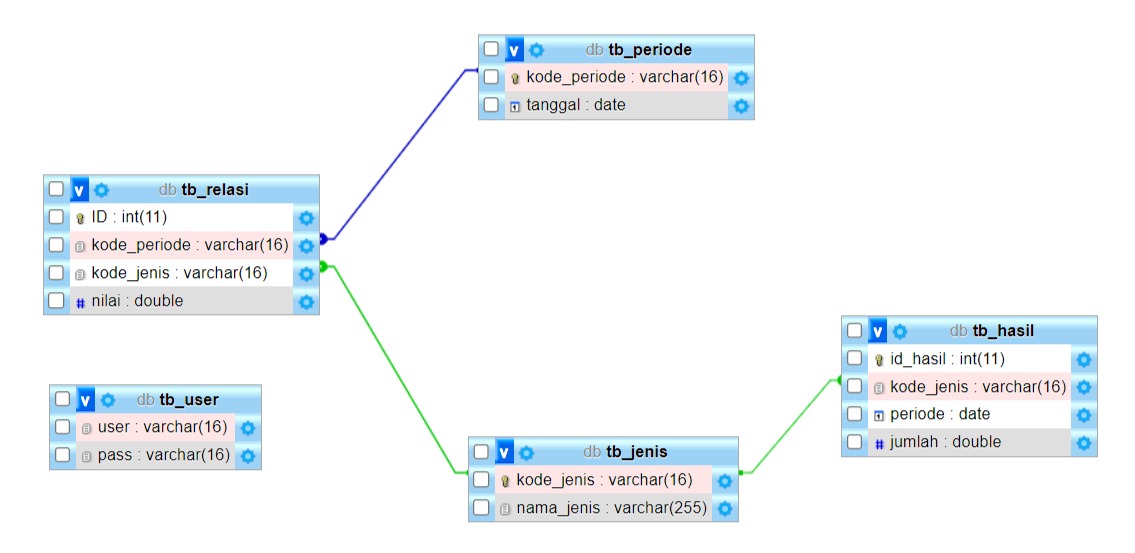 db tb_periode
kode_periode : varchar(16)
tanggal : date
db tb_relasi
ID : int(11)
kode_periode : varchar(16)
kode_jenis : varchar(16)
# nilai : double
db tb_user
user : varchar(16)
pass : varchar(16)
db tb_jenis
kode_jenis : varchar(16)
nama_jenis : varchar(255)
db tb_hasil
id_hasil : int(11)
kode_jenis : varchar(16)
periode : date
# jumlah : double